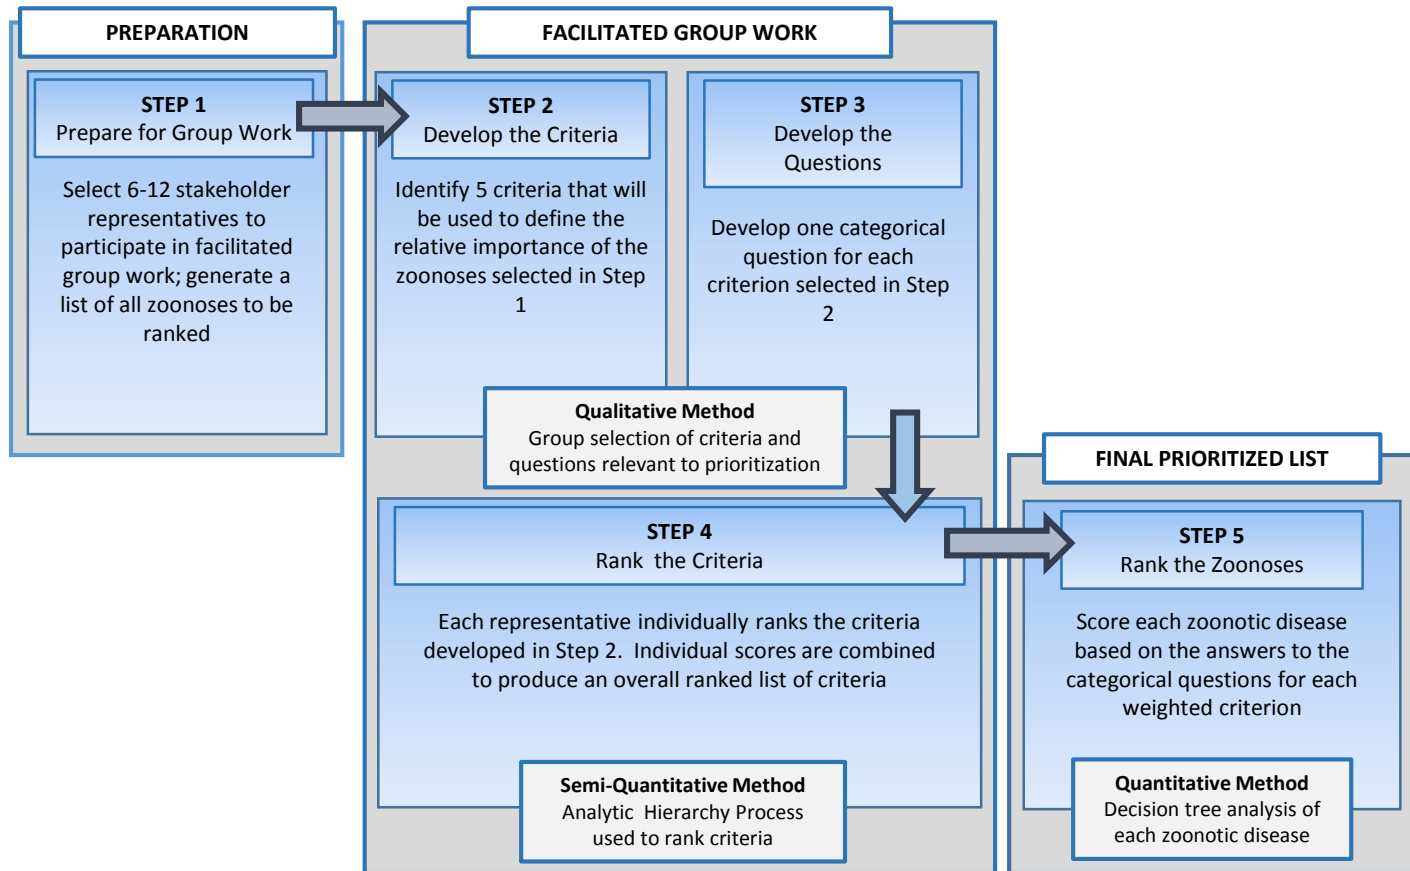 PREPARATION
STEP 1
Prepare for Group Work
Select 6-12 stakeholder
representatives to
participate in facilitated
group work; generate a
list of all zoonoses to be
ranked
FACILITATED GROUP WORK
STEP 2
Develop the Criteria
Identify 5 criteria that will
be used to define the
relative importance of the
zoonoses selected in Step
1
STEP 3
Develop the
Questions
Develop one categorical
question for each
criterion selected in Step
2
Qualitative Method
Group selection of criteria and
questions relevant to prioritization
STEP 4
Rank the Criteria
Each representative individually ranks the criteria
developed in Step 2. Individual scores are combined
to produce an overall ranked list of criteria
Semi-Quantitative Method
Analytic Hierarchy Process
used to rank criteria
FINAL PRIORITIZED LIST
STEP 5
Rank the Zoonoses
Score each zoonotic disease
based on the answers to the
categorical questions for each
weighted criterion
Quantitative Method
Decision tree analysis of
each zoonotic disease